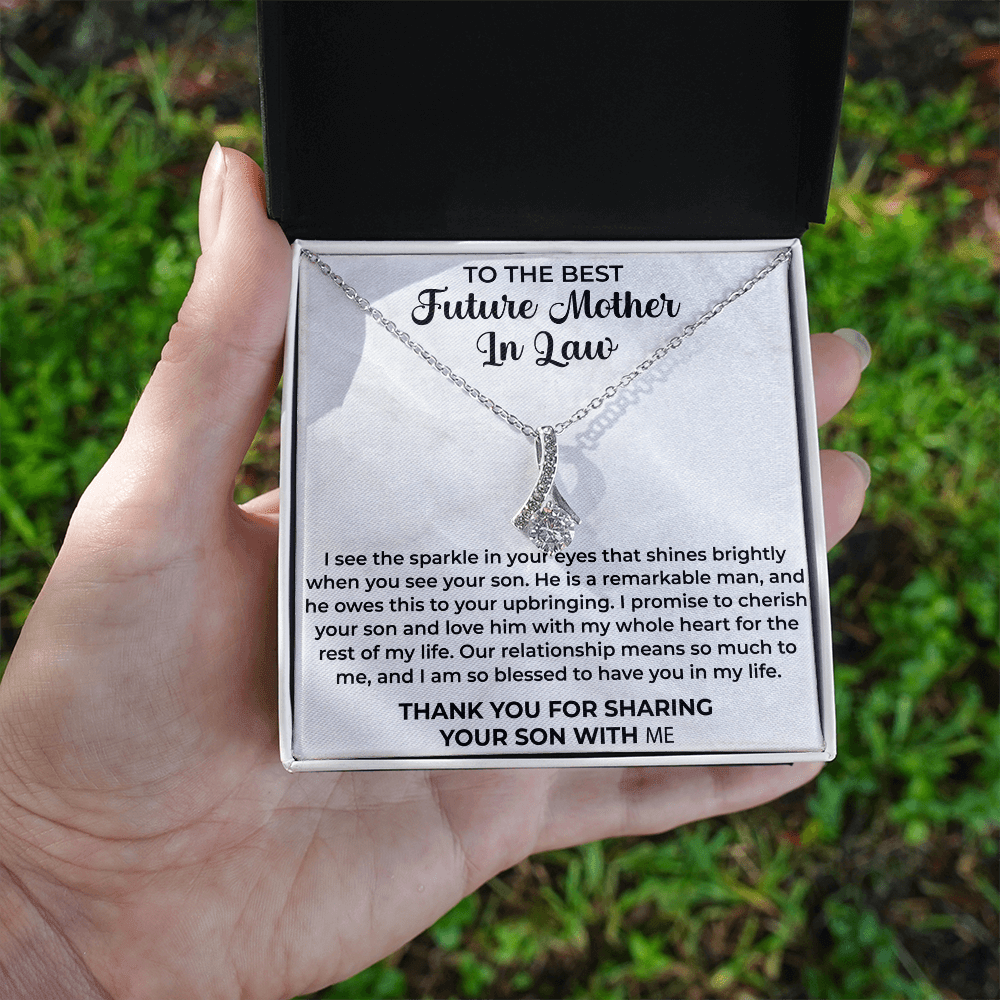 TO THE BEST
Future Mother
In Law
I see the sparkle in your eyes that shines brightly
when you see your son. He is a remarkable man, and
he owes this to your upbringing. I promise to cherish
your son and love him with my whole heart for the
rest of my life. Our relationship means so much to
me, and I am so blessed to have you in my life.
THANK YOU FOR SHARING
YOUR SON WITH ME